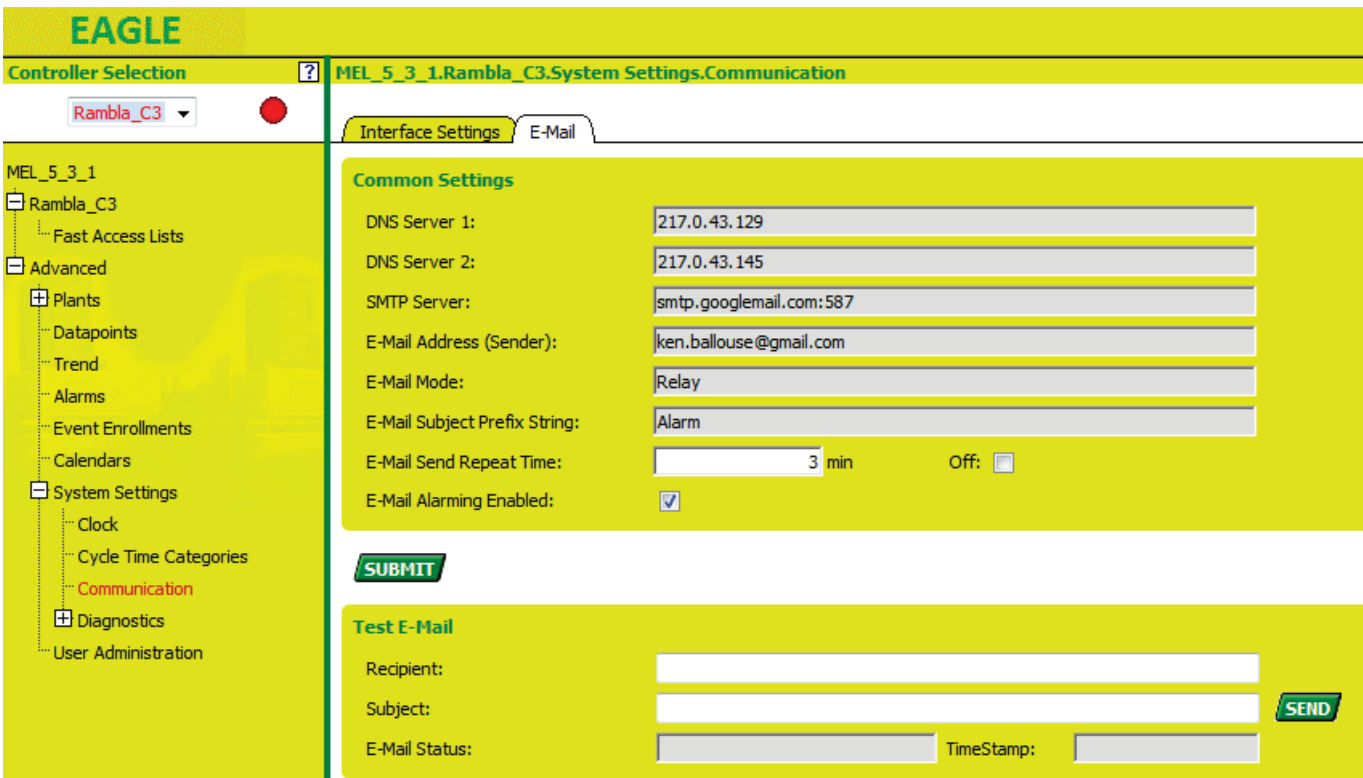 EAGLE
Controller Selection ?
Rambla_C3
MEL_5_3_1
Rambla_C3
Fast Access Lists
Advanced
Plants
Datapoints
Trend
Alarms
Event Enrollments
Calendars
System Settings
Clock
Cycle Time Categories
Communication
Diagnostics
User Administration
MEL_5_3_1.Rambla_C3.System Settings.Communication
Interface Settings E-Mail
Common Settings
DNS Server 1: 217.0.43.129
DNS Server 2: 217.0.43.145
SMTP Server: smtp.googlemail.com:587
E-Mail Address (Sender): ken.ballouse@gmail.com
E-Mail Mode: Relay
E-Mail Subject Prefix String: Alarm
E-Mail Send Repeat Time: 3 min Off:
E-Mail Alarming Enabled:
SUBMIT
Test E-Mail
Recipient:
Subject: SEND
E-Mail Status: TimeStamp: